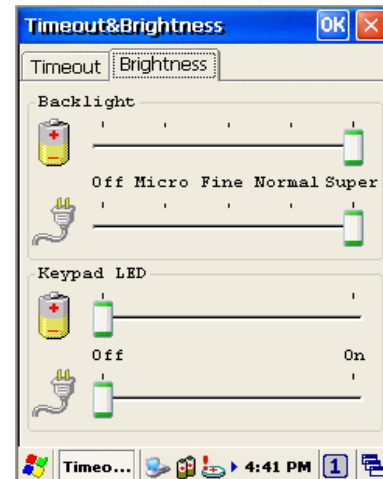 Timeout&Brightness OK
Timeout Brightness
Backlight
Off Micro Fine Normal Super
Keypad LED
Off On
Timeo... 4:41 PM 1